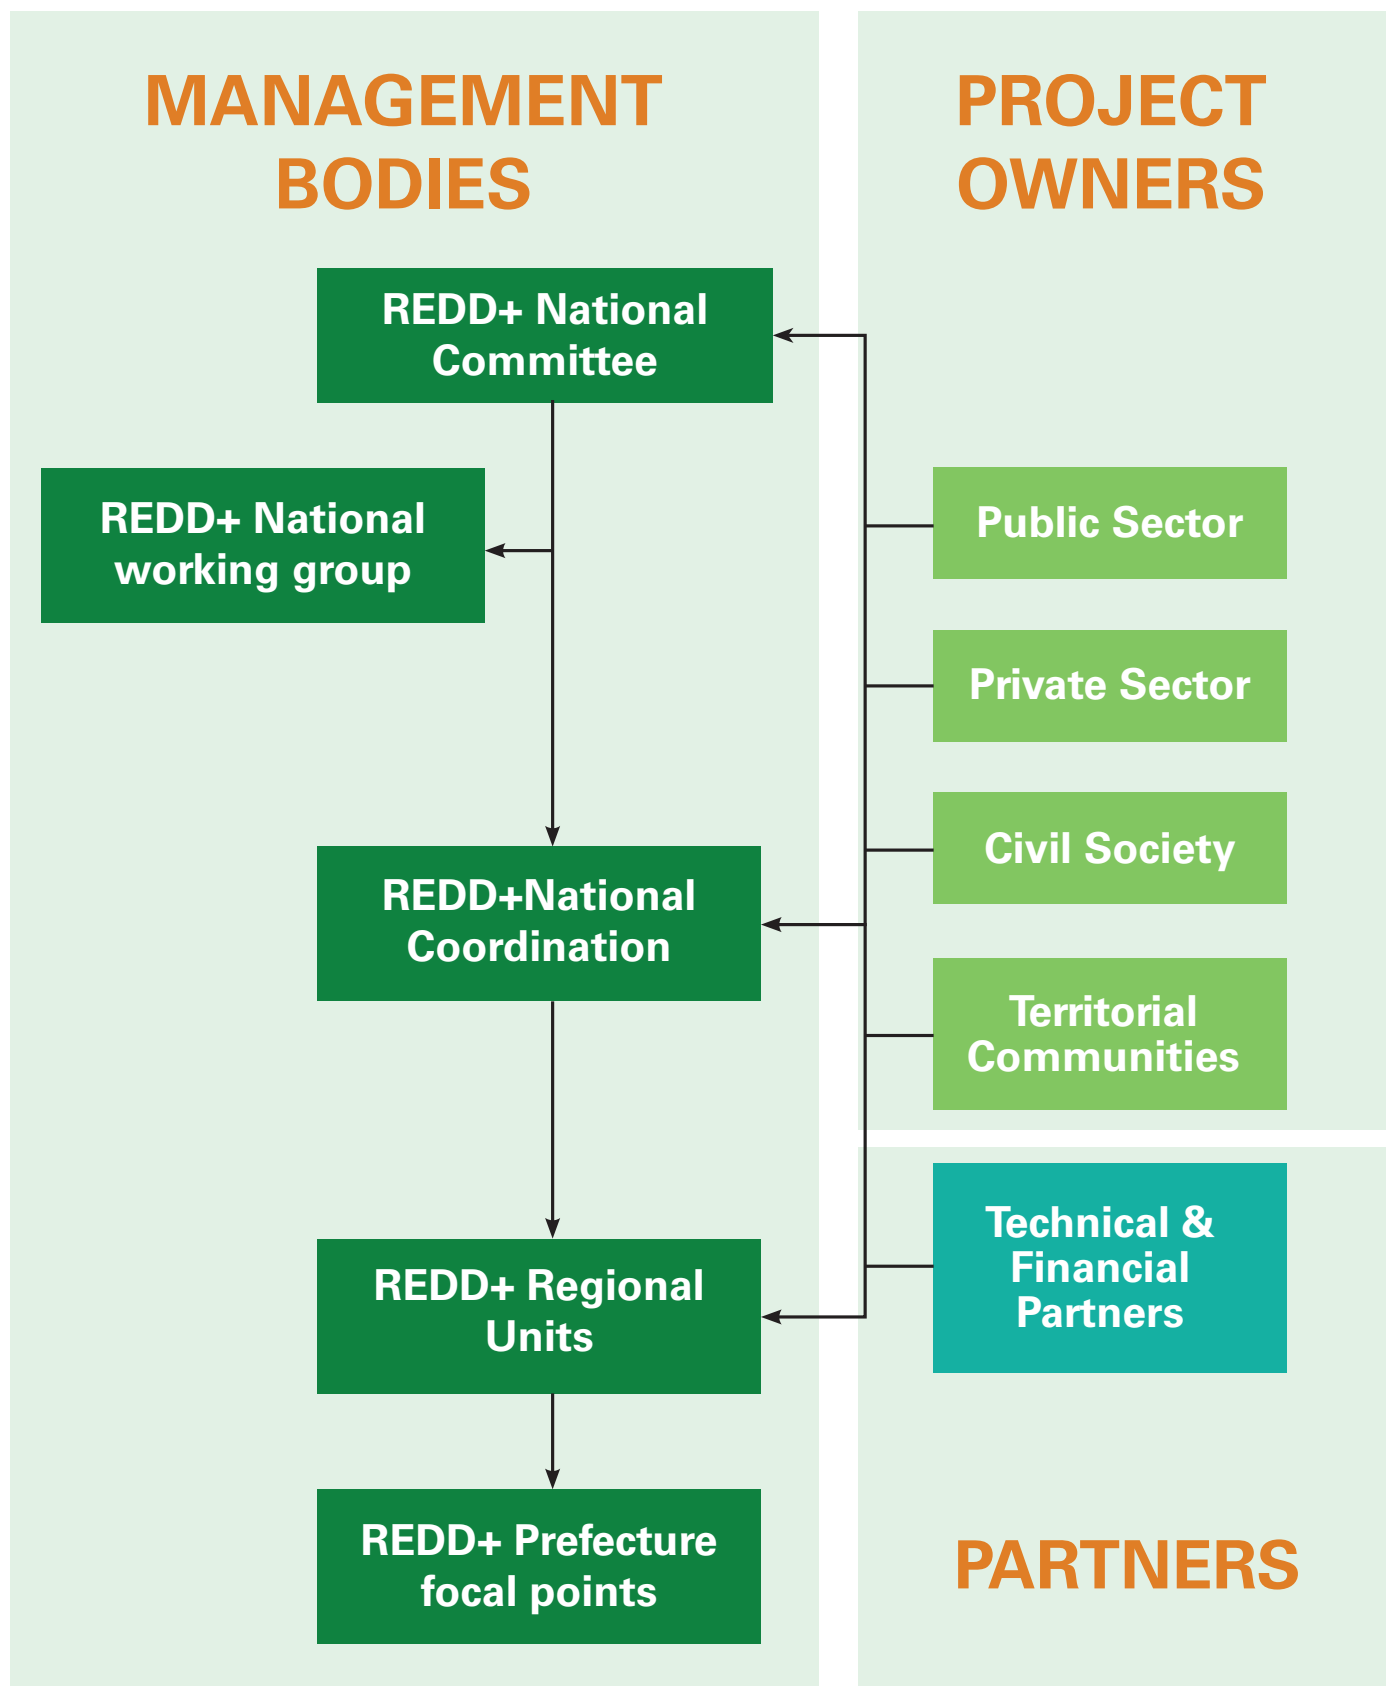 MANAGEMENT
BODIES
REDD+ National
Committee
REDD+ National
working group
REDD+National
Coordination
REDD+ Regional
Units
REDD+ Prefecture
focal points
PROJECT
OWNERS
Public Sector
Private Sector
Civil Society
Territorial
Communities
Technical &
Financial
Partners
PARTNERS